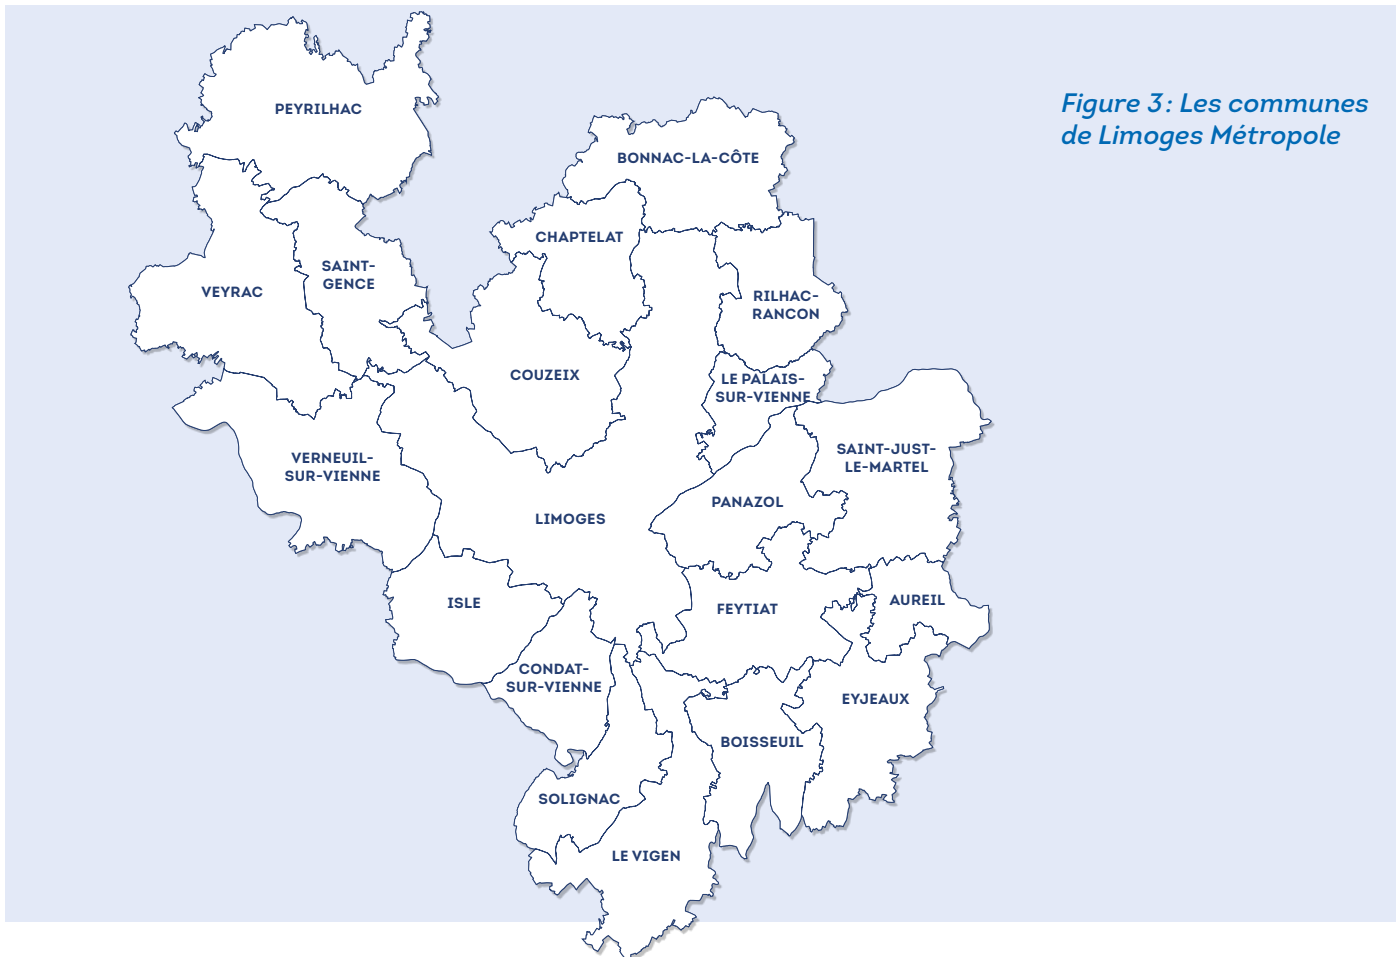 Figure 3 : Les communes
de Limoges Métropole
PEYRILHAC
BONNAC-LA-CÔTE
CHAPTELAT
SAINT-
GENCE
VEYRAC
RILHAC-
RANCON
COUZEIX
LE PALAIS-
SUR-VIENNE
SAINT-JUST-
LE-MARTEL
VERNEUIL-
SUR-VIENNE
PANAZOL
LIMOGES
ISLE
FEYTIAT
AUREIL
CONDAT-
SUR-VIENNE
EYJEAUX
BOISSEUIL
SOLIGNAC
LE VIGEN